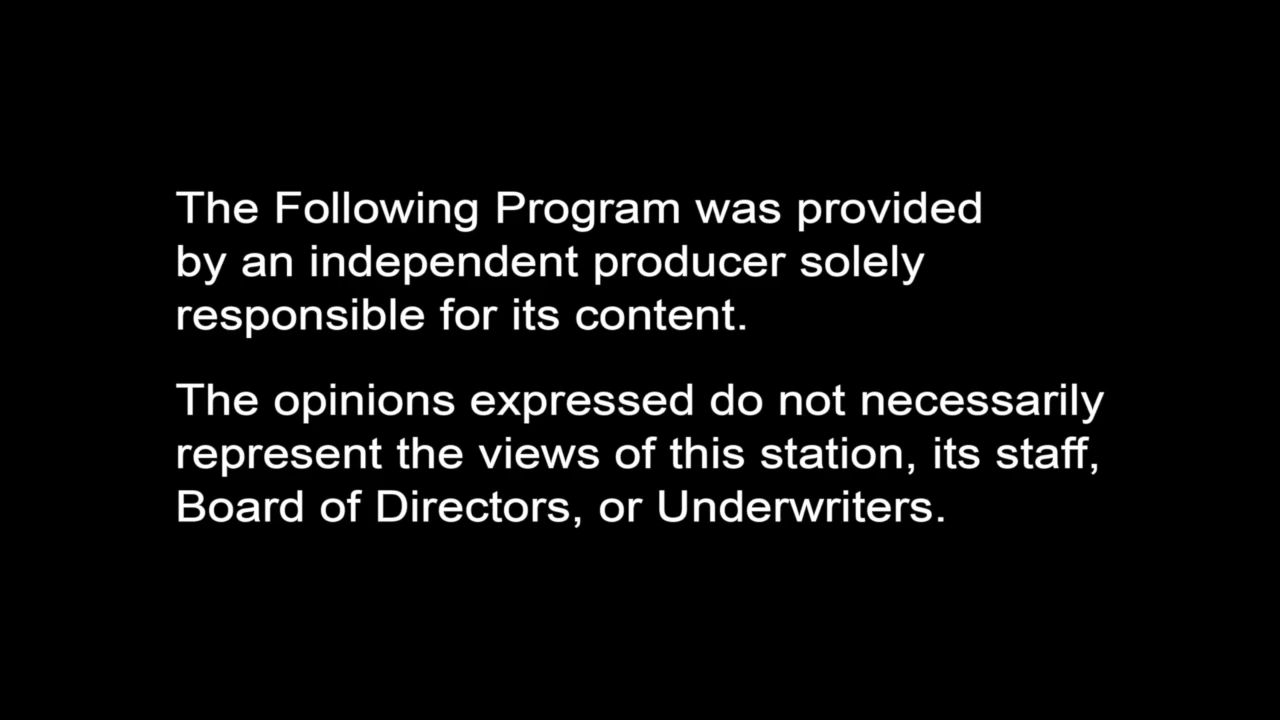 The Following Program was provided
by an independent producer solely
responsible for its content.
The opinions expressed do not necessarily
represent the views of this station, its staff,
Board of Directors, or Underwriters.